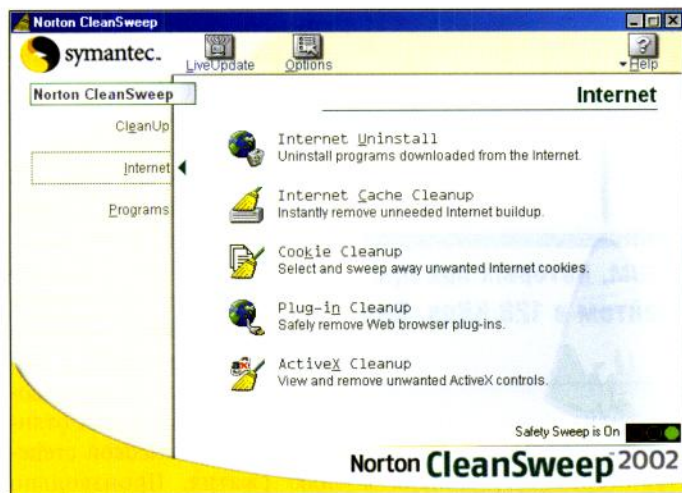 Norton CleanSweep
symantec.
LiveUpdate
Options
Help
Norton CleanSweep
CleanUp
Internet
Programs
Internet
Internet Uninstall
Uninstall programs downloaded from the Internet.
Internet Cache Cleanup
Instantly remove unneeded Internet buildup.
Cookie Cleanup
Select and sweep away unwanted Internet cookies.
Plug-in Cleanup
Safely remove Web browser plug-ins.
ActiveX Cleanup
View and remove unwanted ActiveX controls.
Safety Sweep is On
Norton CleanSweep 2002